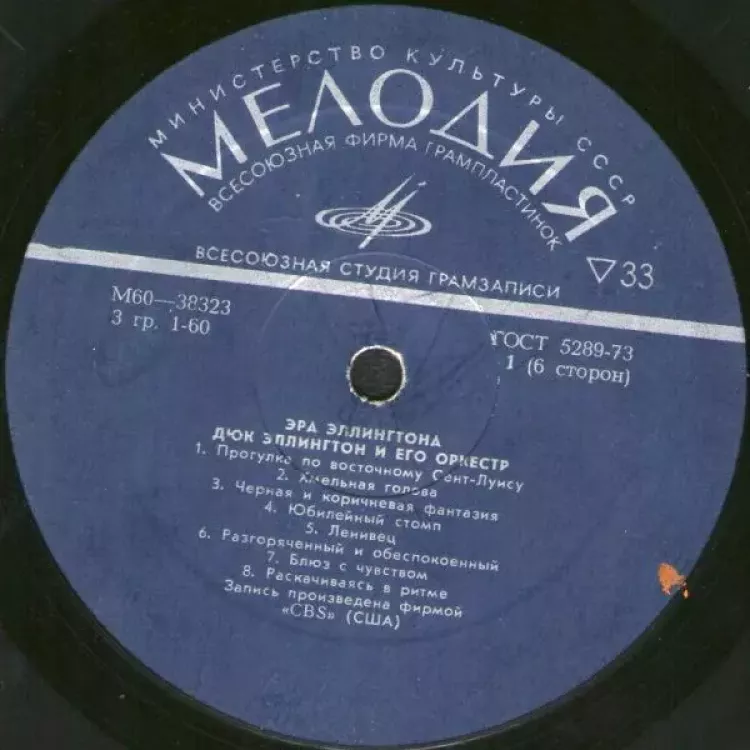 МИНИСТЕРСТВО КУЛЬТУРЫ СССР
МЕЛОДИЯ
ВСЕСОЮЗНАЯ ФИРМА ГРАМПЛАСТИНОК
ВСЕСОЮЗНАЯ СТУДИЯ ГРАМЗАПИСИ
▽33
М60—38323
3 гр. 1-60
ГОСТ 5289-73
1 (6 сторон)
ЭРА ЭЛЛИНГТОНА
ДЮК ЭЛЛИНГТОН И ЕГО ОРКЕСТР
1. Прогулка по восточному Сент-Луису
2. Хмельная голова
3. Черная и коричневая фантазия
4. Юбилейный стомп
5. Ленивец
6. Разгоряченный и обеспокоенный
7. Блюз с чувством
8. Раскачиваясь в ритме
Запись произведена фирмой
«CBS» (США)